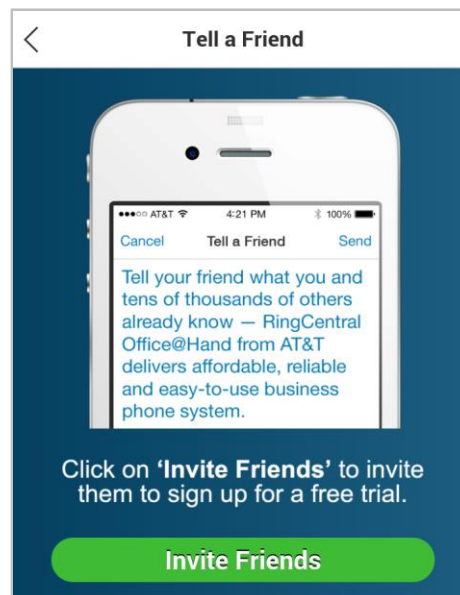 Tell a Friend
●●●○○ AT&T 4:21 PM 100%
Cancel Tell a Friend Send
Tell your friend what you and
tens of thousands of others
already know — RingCentral
Office@Hand from AT&T
delivers affordable, reliable
and easy-to-use business
phone system.
Click on ‘Invite Friends’ to invite
them to sign up for a free trial.
Invite Friends